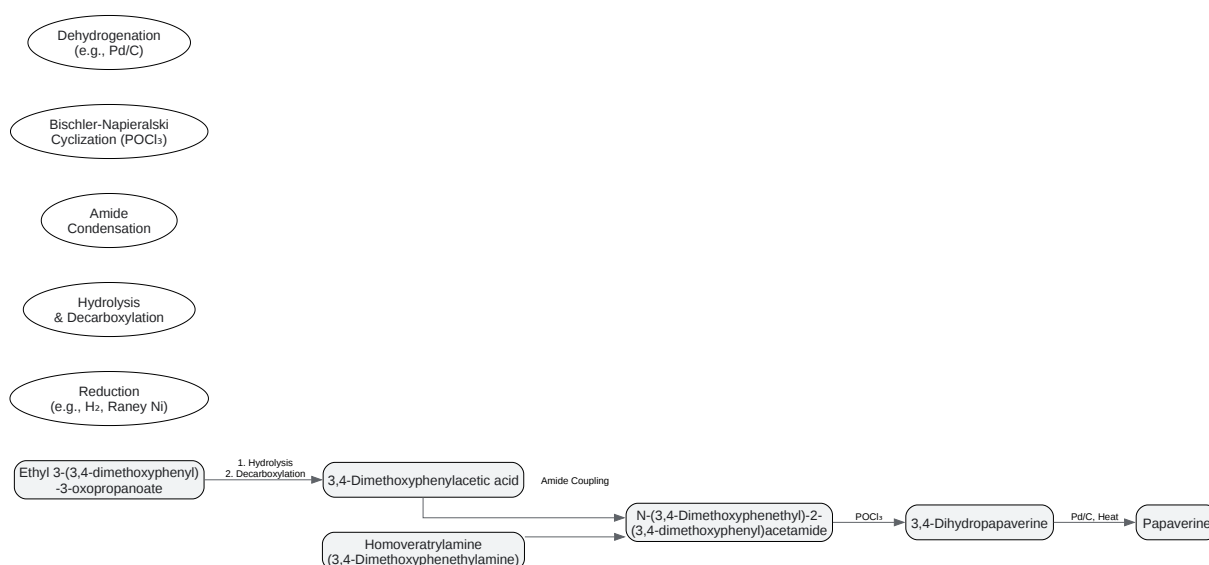 Dehydrogenation
(e.g., Pd/C)
Bischler-Napieralski
Cyclization (POCl₃)
Amide
Condensation
Hydrolysis
& Decarboxylation
Reduction
(e.g., H₂, Raney Ni)
Ethyl 3-(3,4-dimethoxyphenyl)
-3-oxopropanoate
1. Hydrolysis
2. Decarboxylation
3,4-Dimethoxyphenylacetic acid
Amide Coupling
Homoveratrylamine
(3,4-Dimethoxyphenethylamine)
N-(3,4-Dimethoxyphenethyl)-2-
(3,4-dimethoxyphenyl)acetamide
POCl₃
3,4-Dihydropapaverine
Pd/C, Heat
Papaverine